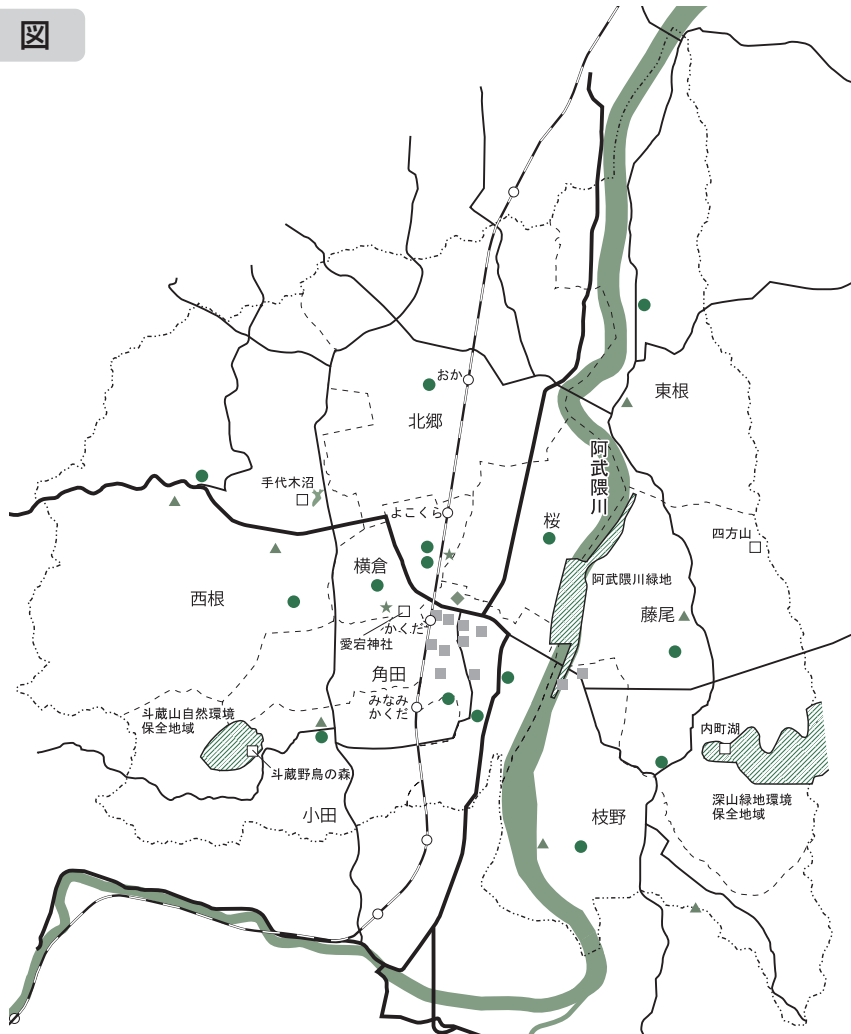 図
おか
東根
北郷
阿武隈川
手代木沼
よこくら
桜
四方山
横倉
阿武隈川緑地
西根
かくだ
藤尾
愛宕神社
角田
みなみ
かくだ
斗蔵山自然環境
保全地域
内町湖
斗蔵野鳥の森
深山緑地環境
保全地域
小田
枝野